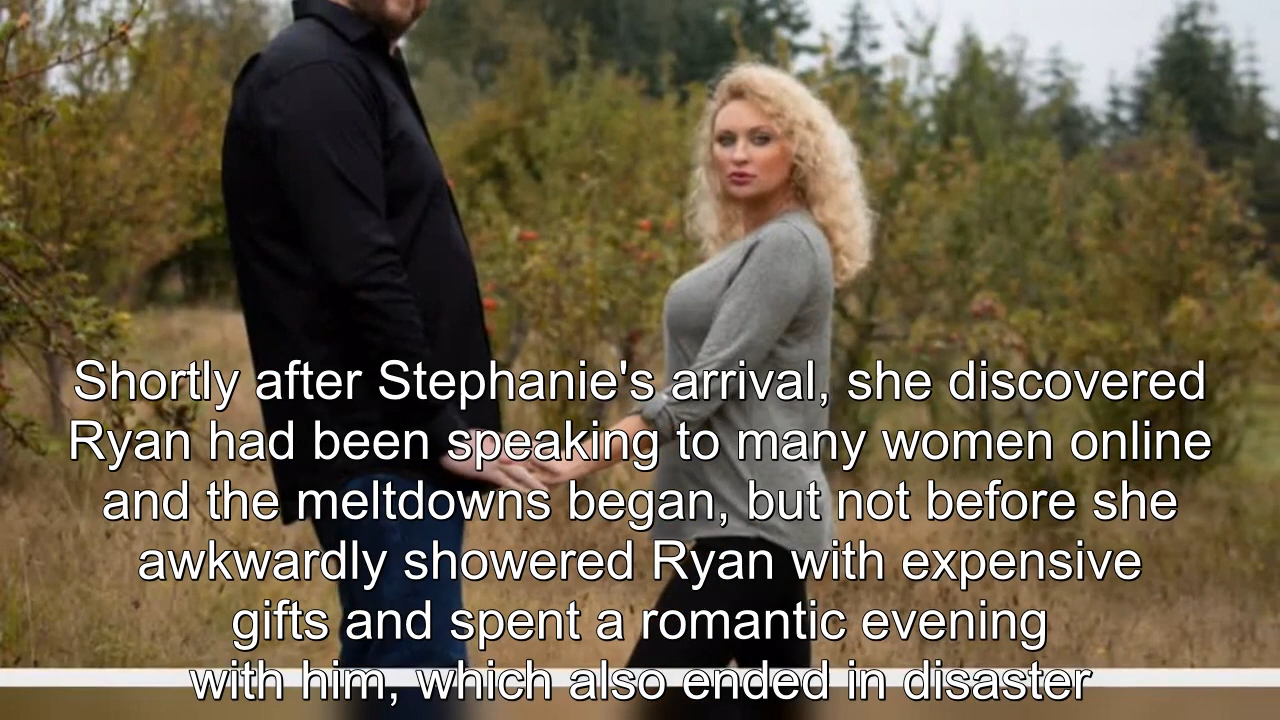 Shortly after Stephanie's arrival, she discovered
Ryan had been speaking to many women online
and the meltdowns began, but not before she
awkwardly showered Ryan with expensive
gifts and spent a romantic evening
with him, which also ended in disaster